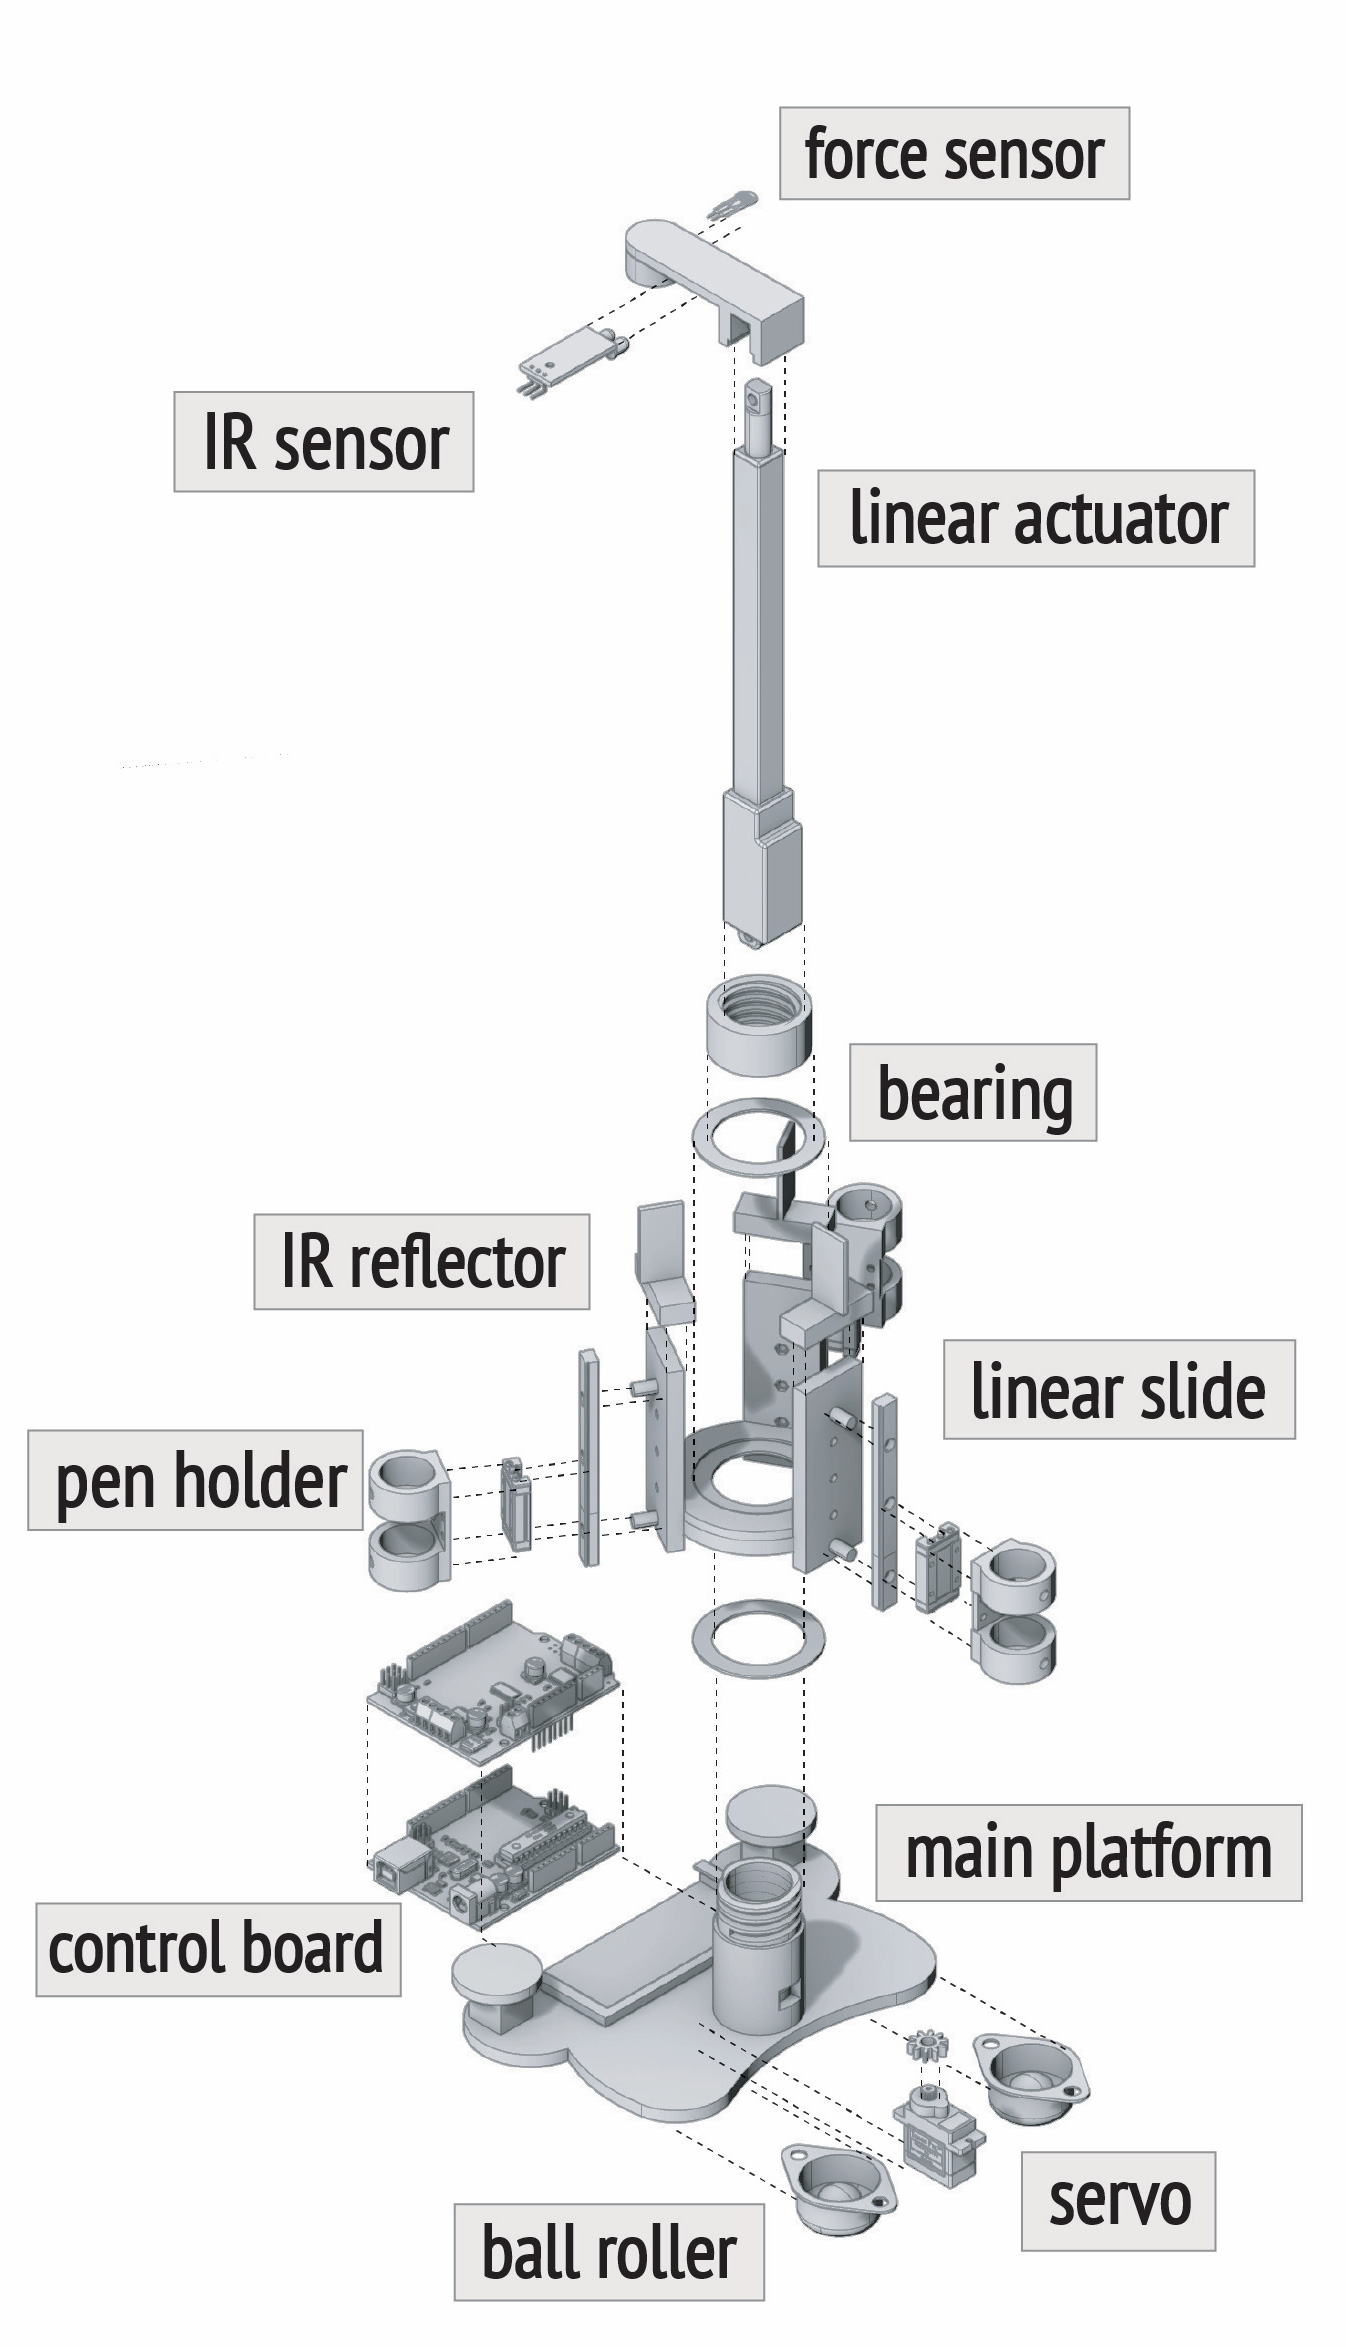 force sensor
IR sensor
linear actuator
bearing
IR reflector
linear slide
pen holder
main platform
control board
servo
ball roller